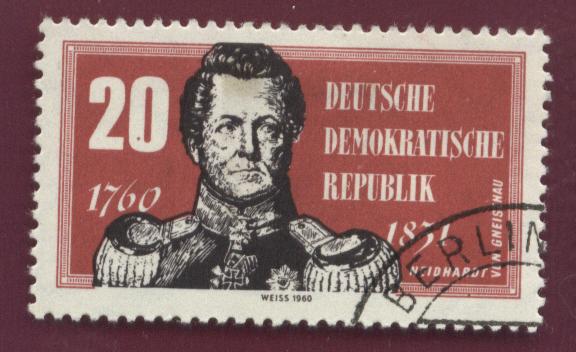 20
DEUTSCHE
DEMOKRATISCHE
REPUBLIK
1760
1831
NEIDHARDT VON GNEISENAU
WEISS 1960
BERLIN